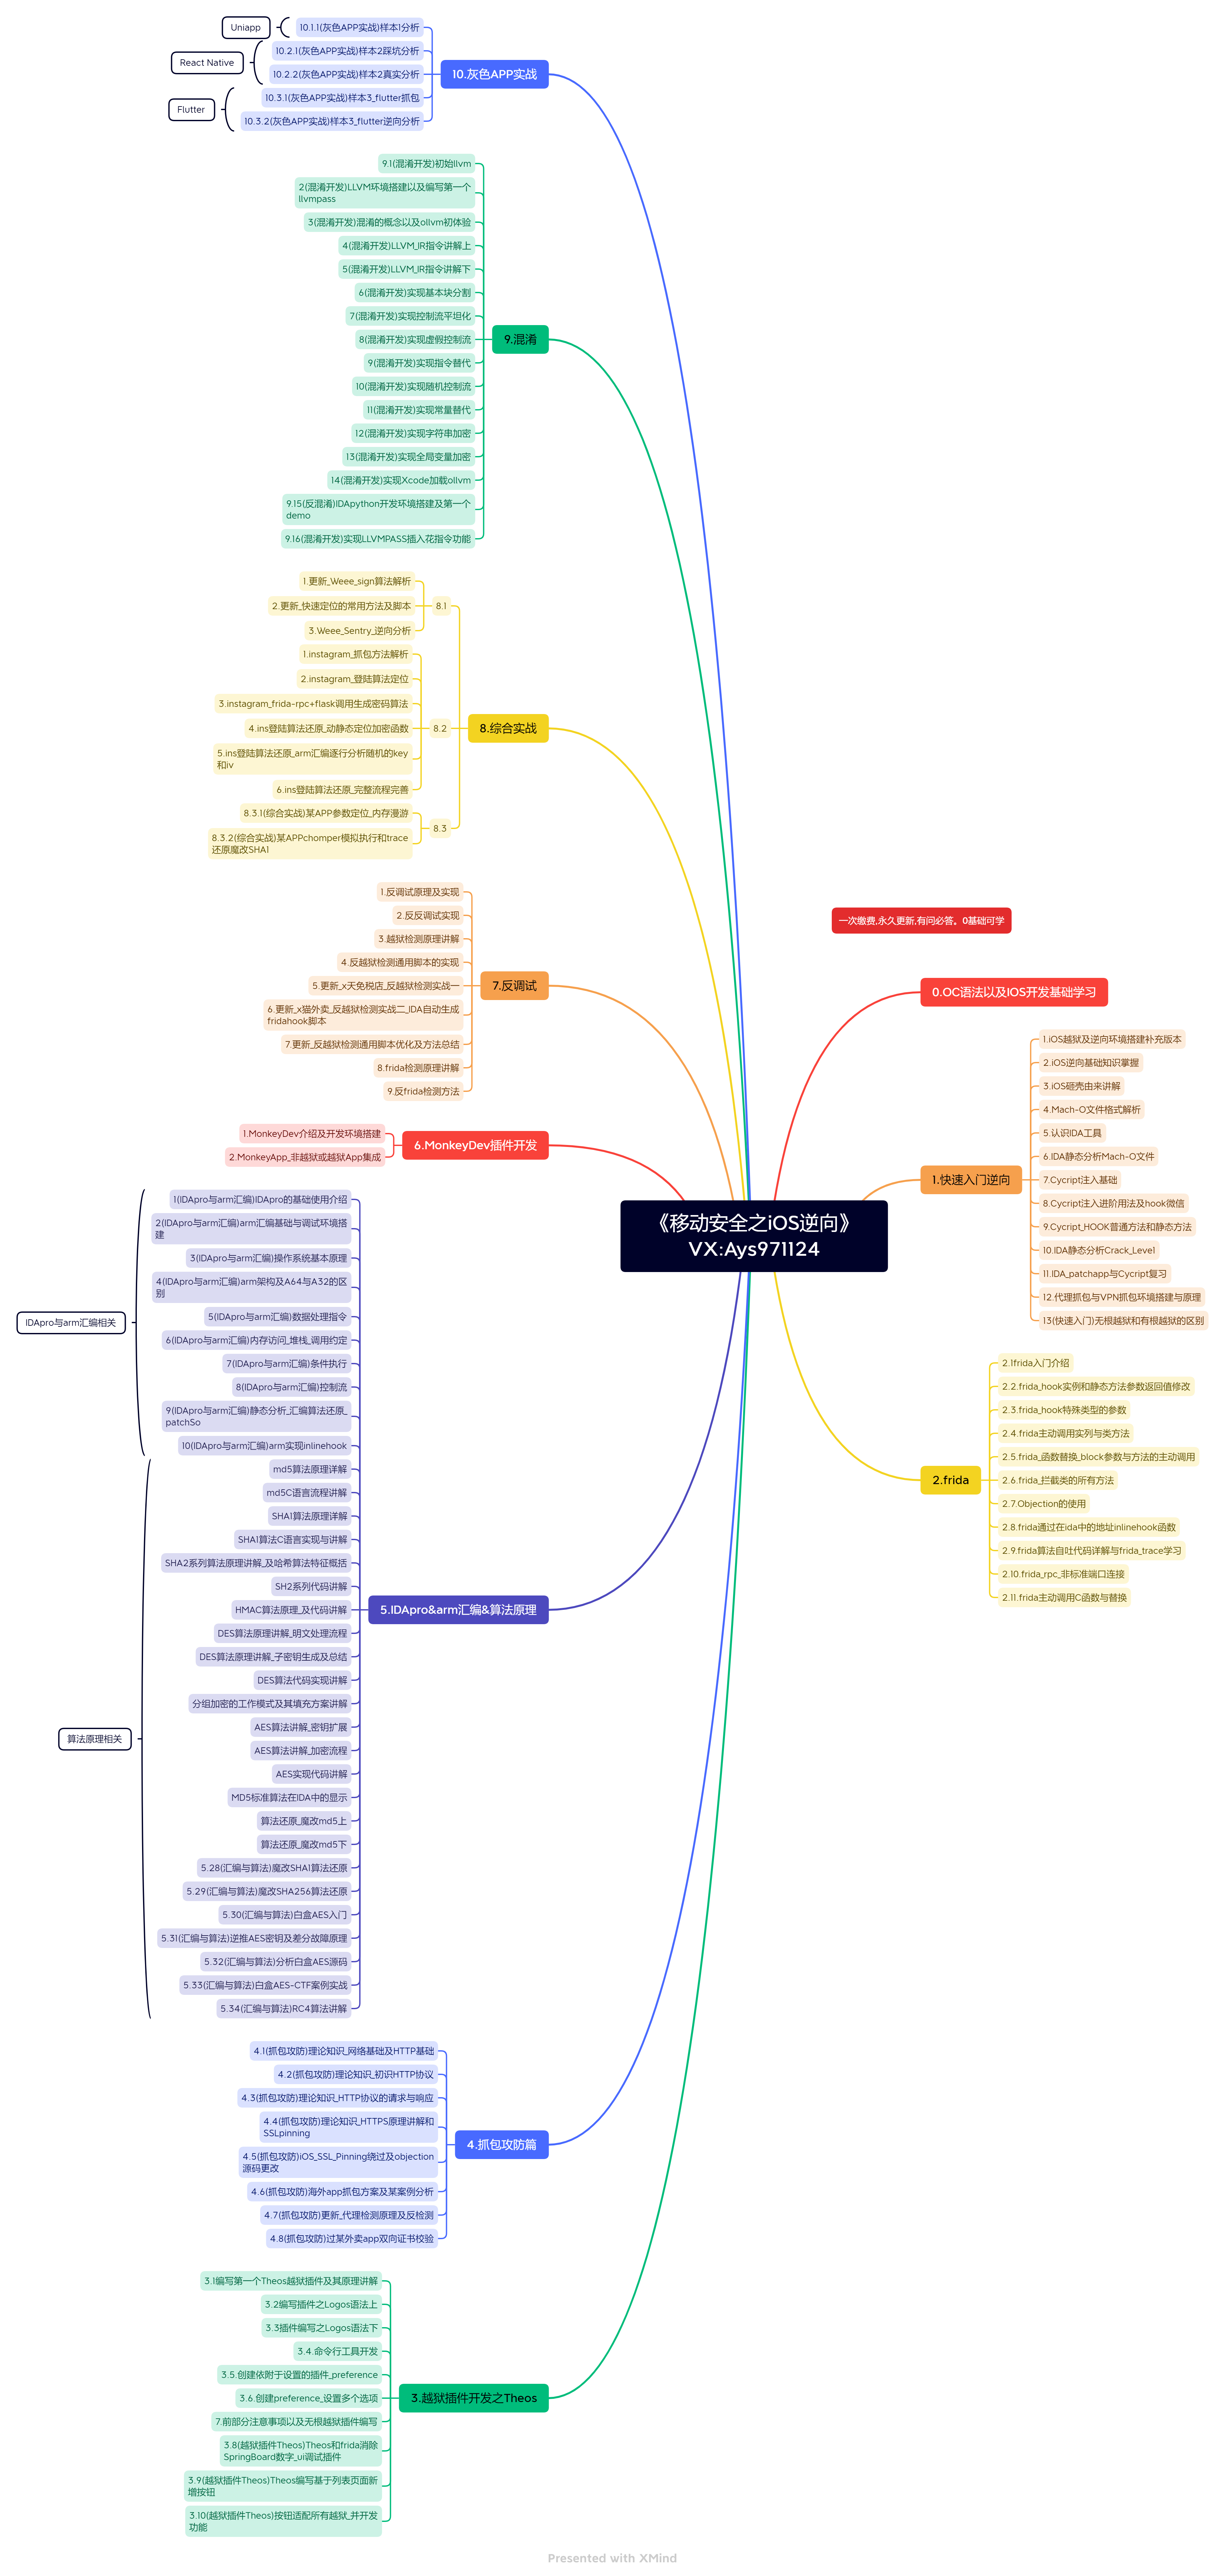 《移动安全之iOS逆向》
VX:Ays971124
一次缴费,永久更新,有问必答。0基础可学
0.OC语法以及IOS开发基础学习
1.快速入门逆向
1.iOS越狱及逆向环境搭建补充版本
2.iOS逆向基础知识掌握
3.iOS砸壳由来讲解
4.Mach-O文件格式解析
5.认识IDA工具
6.IDA静态分析Mach-O文件
7.Cycript注入基础
8.Cycript注入进阶用法及hook微信
9.Cycript_HOOK普通方法和静态方法
10.IDA静态分析Crack_Level
11.IDA_patchapp与Cycript复习
12.代理抓包与VPN抓包环境搭建与原理
13(快速入门)无根越狱和有根越狱的区别
2.frida
2.1frida入门介绍
2.2.frida_hook实例和静态方法参数返回值修改
2.3.frida_hook特殊类型的参数
2.4.frida主动调用实列与类方法
2.5.frida_函数替换_block参数与方法的主动调用
2.6.frida_拦截类的所有方法
2.7.Objection的使用
2.8.frida通过在ida中的地址inlinehook函数
2.9.frida算法自吐代码详解与frida_trace学习
2.10.frida_rpc_非标准端口连接
2.11.frida主动调用C函数与替换
10.灰色APP实战
Uniapp
10.1.1(灰色APP实战)样本1分析
React Native
10.2.1(灰色APP实战)样本2踩坑分析
10.2.2(灰色APP实战)样本2真实分析
Flutter
10.3.1(灰色APP实战)样本3_flutter抓包
10.3.2(灰色APP实战)样本3_flutter逆向分析
9.混淆
9.1(混淆开发)初始llvm
2(混淆开发)LLVM环境搭建以及编写第一个
llvmpass
3(混淆开发)混淆的概念以及ollvm初体验
4(混淆开发)LLVM_IR指令讲解上
5(混淆开发)LLVM_IR指令讲解下
6(混淆开发)实现基本块分割
7(混淆开发)实现控制流平坦化
8(混淆开发)实现虚假控制流
9(混淆开发)实现指令替代
10(混淆开发)实现随机控制流
11(混淆开发)实现常量替代
12(混淆开发)实现字符串加密
13(混淆开发)实现全局变量加密
14(混淆开发)实现Xcode加载ollvm
9.15(反混淆)IDApython开发环境搭建及第一个
demo
9.16(混淆开发)实现LLVMPASS插入花指令功能
8.综合实战
8.1
1.更新_Weee_sign算法解析
2.更新_快速定位的常用方法及脚本
3.Weee_Sentry_逆向分析
8.2
1.instagram_抓包方法解析
2.instagram_登陆算法定位
3.instagram_frida-rpc+flask调用生成密码算法
4.ins登陆算法还原_动静态定位加密函数
5.ins登陆算法还原_arm汇编逐行分析随机的key
和iv
6.ins登陆算法还原_完整流程完善
8.3
8.3.1(综合实战)某APP参数定位_内存漫游
8.3.2(综合实战)某APPchomper模拟执行和trace
还原魔改SHA1
7.反调试
1.反调试原理及实现
2.反反调试实现
3.越狱检测原理讲解
4.反越狱检测通用脚本的实现
5.更新_x天免税店_反越狱检测实战一
6.更新_x猫外卖_反越狱检测实战二_IDA自动生成
fridahook脚本
7.更新_反越狱检测通用脚本优化及方法总结
8.frida检测原理讲解
9.反frida检测方法
6.MonkeyDev插件开发
1.MonkeyDev介绍及开发环境搭建
2.MonkeyApp_非越狱或越狱App集成
5.IDApro&arm汇编&算法原理
IDApro与arm汇编相关
1(IDApro与arm汇编)IDApro的基础使用介绍
2(IDApro与arm汇编)arm汇编基础与调试环境搭
建
3(IDApro与arm汇编)操作系统基本原理
4(IDApro与arm汇编)arm架构及A64与A32的区
别
5(IDApro与arm汇编)数据处理指令
6(IDApro与arm汇编)内存访问_堆栈_调用约定
7(IDApro与arm汇编)条件执行
8(IDApro与arm汇编)控制流
9(IDApro与arm汇编)静态分析_汇编算法还原_
patchSo
10(IDApro与arm汇编)arm实现inlinehook
算法原理相关
md5算法原理详解
md5C语言流程讲解
SHA1算法原理详解
SHA1算法C语言实现与讲解
SHA2系列算法原理讲解_及哈希算法特征概括
SH2系列代码讲解
HMAC算法原理_及代码讲解
DES算法原理讲解_明文处理流程
DES算法原理讲解_子密钥生成及总结
DES算法代码实现讲解
分组加密的工作模式及其填充方案讲解
AES算法讲解_密钥扩展
AES算法讲解_加密流程
AES实现代码讲解
MD5标准算法在IDA中的显示
算法还原_魔改md5上
算法还原_魔改md5下
5.28(汇编与算法)魔改SHA1算法还原
5.29(汇编与算法)魔改SHA256算法还原
5.30(汇编与算法)白盒AES入门
5.31(汇编与算法)逆推AES密钥及差分故障原理
5.32(汇编与算法)分析白盒AES源码
5.33(汇编与算法)白盒AES-CTF案例实战
5.34(汇编与算法)RC4算法讲解
4.抓包攻防篇
4.1(抓包攻防)理论知识_网络基础及HTTP基础
4.2(抓包攻防)理论知识_初识HTTP协议
4.3(抓包攻防)理论知识_HTTP协议的请求与响应
4.4(抓包攻防)理论知识_HTTPS原理讲解和
SSLpinning
4.5(抓包攻防)iOS_SSL_Pinning绕过及objection
源码更改
4.6(抓包攻防)海外app抓包方案及某案例分析
4.7(抓包攻防)更新_代理检测原理及反检测
4.8(抓包攻防)过某外卖app双向证书校验
3.越狱插件开发之Theos
3.1编写第一个Theos越狱插件及其原理讲解
3.2编写插件之Logos语法上
3.3插件编写之Logos语法下
3.4.命令行工具开发
3.5.创建依附于设置的插件_preference
3.6.创建preference_设置多个选项
7.前部分注意事项以及无根越狱插件编写
3.8(越狱插件Theos)Theos和frida消除
SpringBoard数字_ui调试插件
3.9(越狱插件Theos)Theos编写基于列表页面新
增按钮
3.10(越狱插件Theos)按钮适配所有越狱_并开发
功能
Presented with XMind